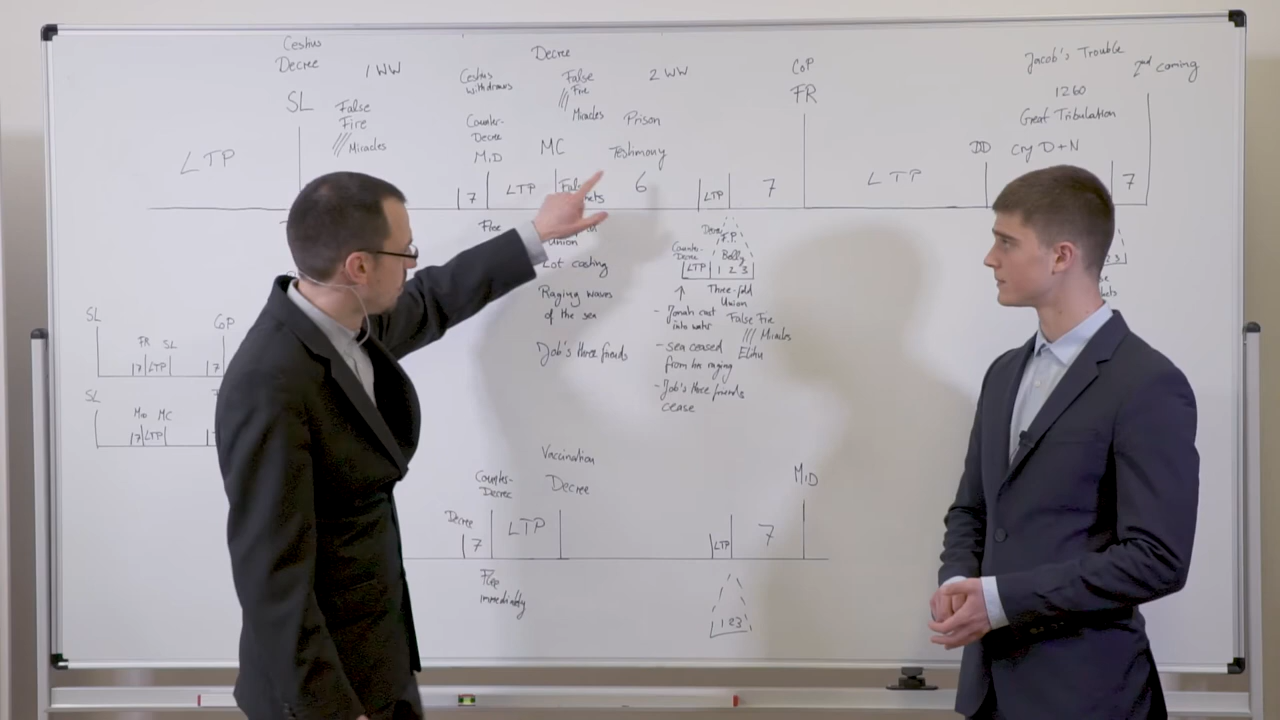 Cestius
Decree
1 WW
Cestius
withdraws
Decree
False
Fire
Miracles
2 WW
CoP
FR
Jacob's Trouble
2nd coming
1260
Great Tribulation
SL
False
Fire
Miracles
Counter-
Decree
M.D
MC
Prison
Testimony
DD
Cry D+N
LTP
7
LTP
6
LTP
7
LTP
7
Free
union
Lot casting
Raging waves
of the sea
Job's three friends
Decree
F.P.
Counter-
Decree
Belly
LTP
1 2 3
Three-fold
Union
- Jonah cast
into water
False Fire
Miracles
Elihu
- sea ceased
from her raging
- Job's three friends
cease
SL
CoP
FR
SL
7
LTP
7
SL
MD
MC
7
LTP
Vaccination
Decree
Counter-
Decree
M.D
Decree
7
LTP
LTP
7
Flee
immediately
1 2 3